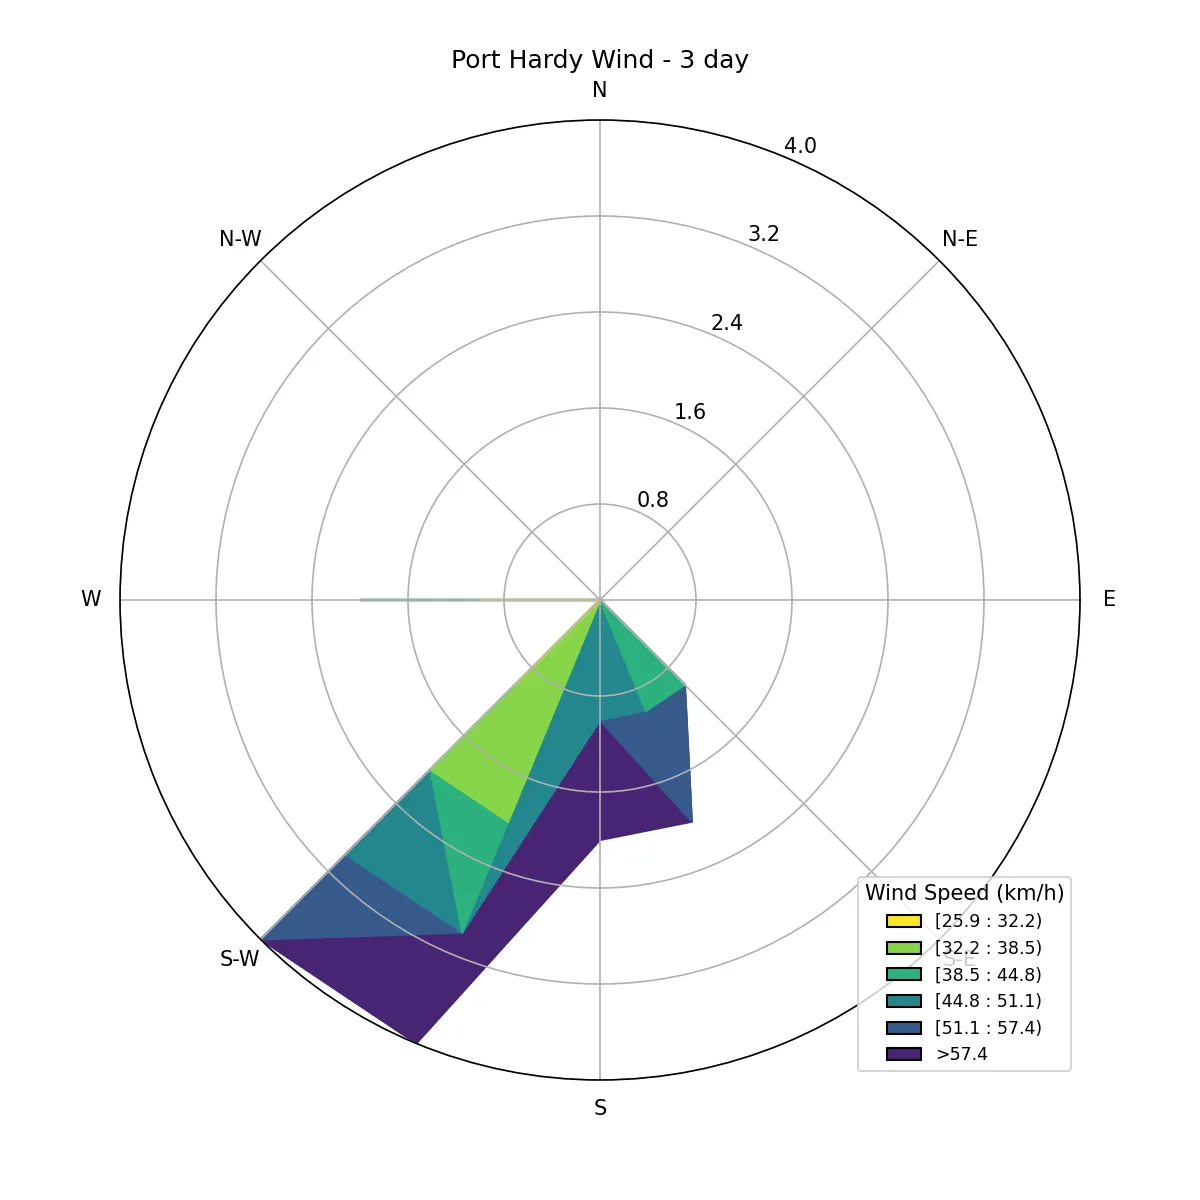 Port Hardy Wind - 3 day
N
4.0
N-W
3.2
N-E
2.4
1.6
0.8
W
E
Wind Speed (km/h)
[25.9 : 32.2)
[32.2 : 38.5)
S-W
S-E
[38.5 : 44.8)
[44.8 : 51.1)
[51.1 : 57.4)
>57.4
S